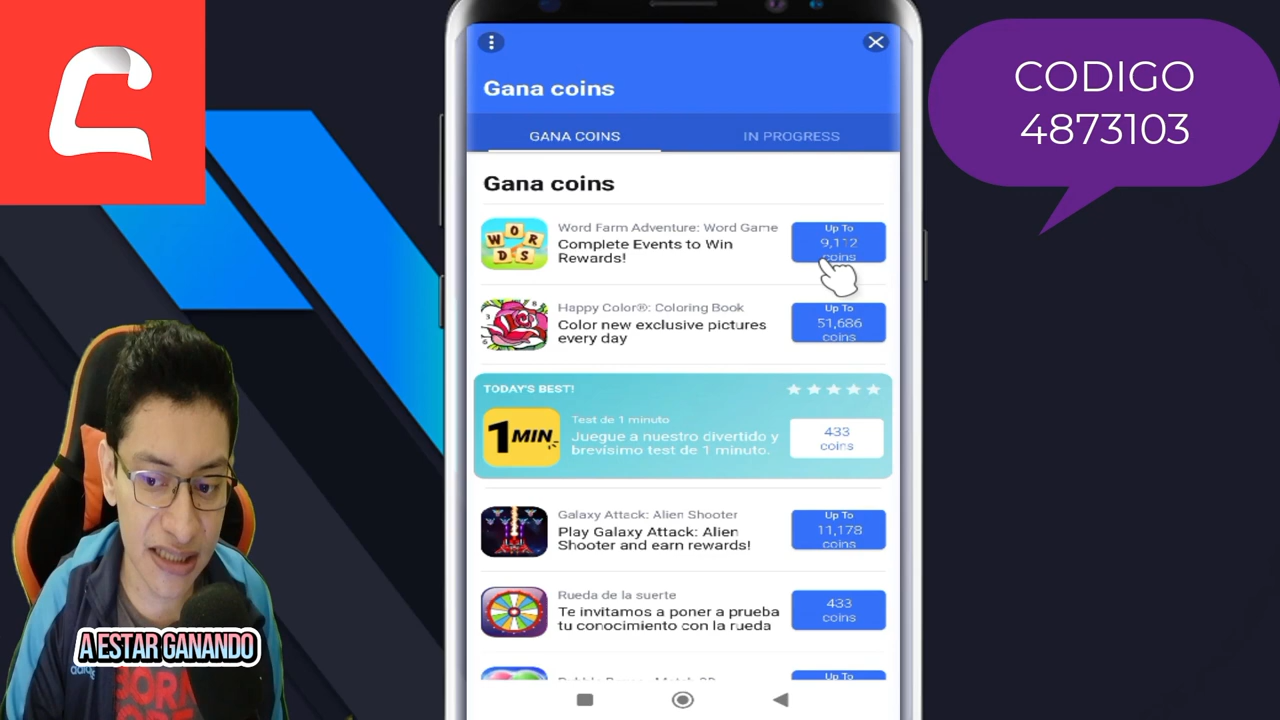 CODIGO
4873103
Gana coins
GANA COINS
IN PROGRESS
Gana coins
Word Farm Adventure: Word Game
Complete Events to Win
Rewards!
Up To
9,112
coins
WORDS
Happy Color®: Coloring Book
Color new exclusive pictures
every day
Up To
51,686
coins
TODAY'S BEST!
1 MIN
Test de 1 minuto
Juegue a nuestro divertido y
brevísimo test de 1 minuto.
433
coins
Galaxy Attack: Alien Shooter
Play Galaxy Attack: Alien
Shooter and earn rewards!
Up To
11,178
coins
Rueda de la suerte
Te invitamos a poner a prueba
tu conocimiento con la rueda
433
coins
Up To
A ESTAR GANANDO
adidas